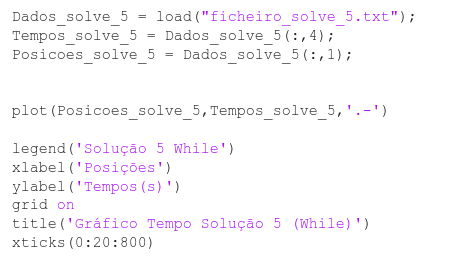 Dados_solve_5 = load("ficheiro_solve_5.txt");
Tempos_solve_5 = Dados_solve_5(:,4);
Posicoes_solve_5 = Dados_solve_5(:,1);
plot(Posicoes_solve_5,Tempos_solve_5,'.-')
legend('Solução 5 While')
xlabel('Posições')
ylabel('Tempos(s)')
grid on
title('Gráfico Tempo Solução 5 (While)')
xticks(0:20:800)